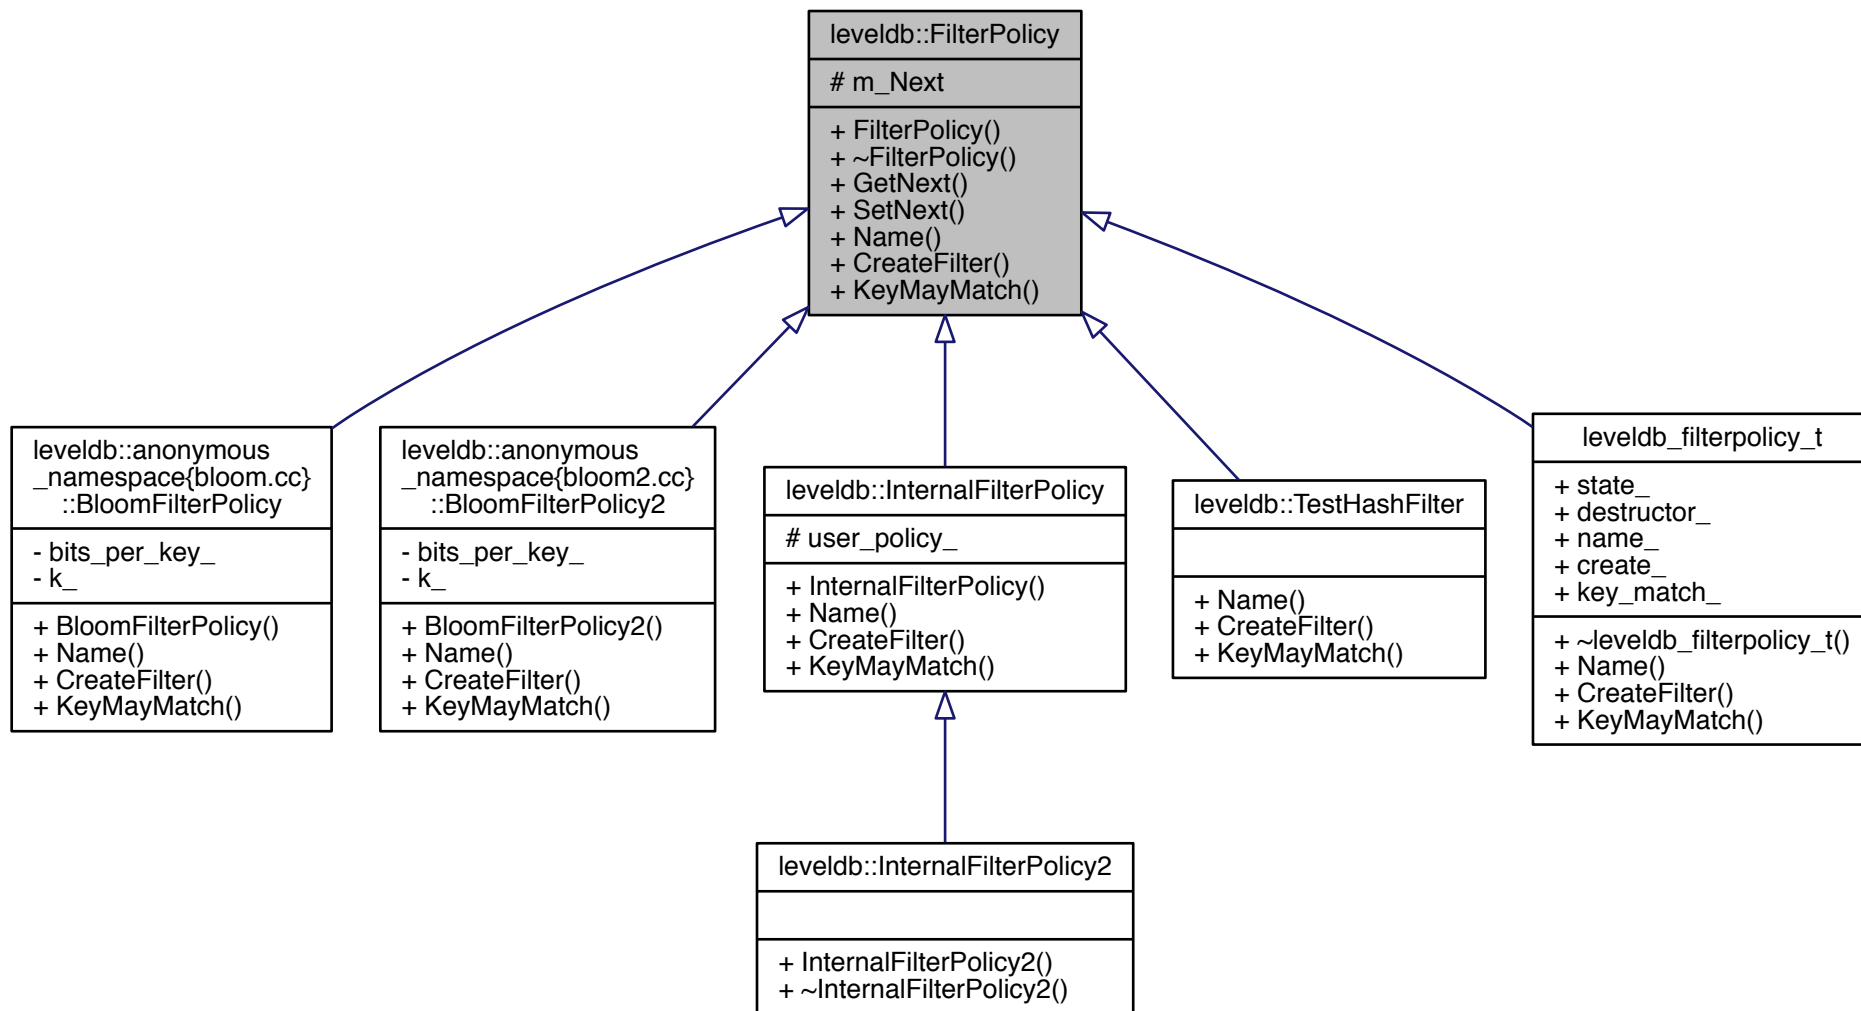 leveldb::FilterPolicy
# m_Next
+ FilterPolicy()
+ ~FilterPolicy()
+ GetNext()
+ SetNext()
+ Name()
+ CreateFilter()
+ KeyMayMatch()
leveldb::anonymous
_namespace{bloom.cc}
::BloomFilterPolicy
- bits_per_key_
- k_
+ BloomFilterPolicy()
+ Name()
+ CreateFilter()
+ KeyMayMatch()
leveldb::anonymous
_namespace{bloom2.cc}
::BloomFilterPolicy2
- bits_per_key_
- k_
+ BloomFilterPolicy2()
+ Name()
+ CreateFilter()
+ KeyMayMatch()
leveldb::InternalFilterPolicy
# user_policy_
+ InternalFilterPolicy()
+ Name()
+ CreateFilter()
+ KeyMayMatch()
leveldb::TestHashFilter
+ Name()
+ CreateFilter()
+ KeyMayMatch()
leveldb_filterpolicy_t
+ state_
+ destructor_
+ name_
+ create_
+ key_match_
+ ~leveldb_filterpolicy_t()
+ Name()
+ CreateFilter()
+ KeyMayMatch()
leveldb::InternalFilterPolicy2
+ InternalFilterPolicy2()
+ ~InternalFilterPolicy2()